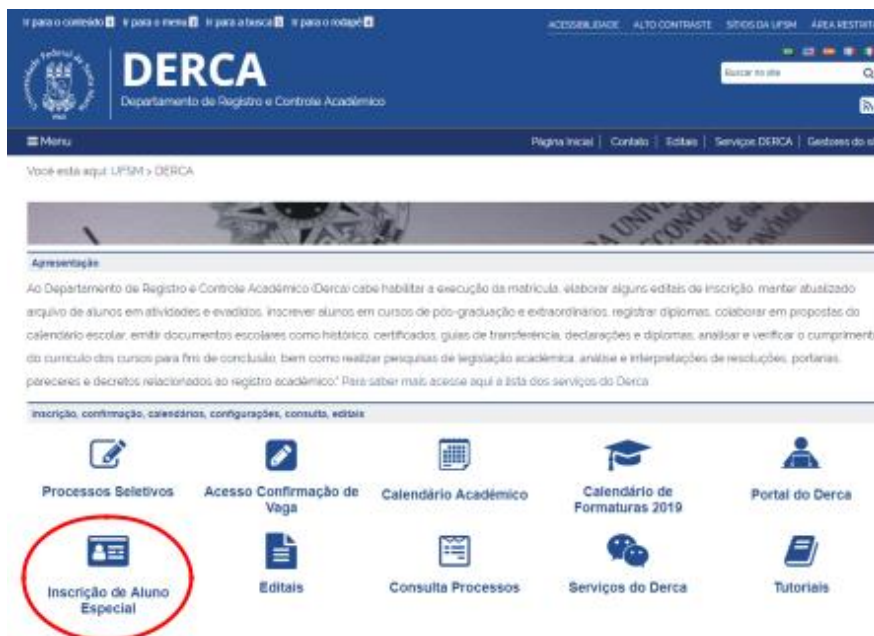 Ir para o conteúdo 1 Ir para o menu 2 Ir para a busca 3 Ir para o rodapé 4
ACESSIBILIDADE ALTO CONTRASTE SÍTIOS DA UFSM ÁREA RESTRITA
DERCA
Departamento de Registro e Controle Acadêmico
Buscar no site
Menu
Página Inicial | Contato | Editais | Serviços DERCA | Gestores do si
Você está aqui: UFSM > DERCA
Apresentação
Ao Departamento de Registro e Controle Acadêmico (Derca) cabe habilitar a execução da matrícula, elaborar alguns editais de inscrição, manter atualizado
arquivo de alunos em atividades e evadidos, inscrever alunos em cursos de pós-graduação e extraordinários, registrar diplomas, colaborar em propostas do
calendário escolar, emitir documentos escolares como histórico, certificados, guias de transferência, declarações e diplomas, analisar e verificar o cumprimento
do currículo dos cursos para fins de conclusão, bem como realizar pesquisas de legislação acadêmica, análise e interpretações de resoluções, portarias,
pareceres e decretos relacionados ao registro acadêmico." Para saber mais acesse aqui a lista dos serviços do Derca
Inscrição, confirmação, calendários, configurações, consulta, editais
Processos Seletivos
Acesso Confirmação de
Vaga
Calendário Acadêmico
Calendário de
Formaturas 2019
Portal do Derca
Inscrição de Aluno
Especial
Editais
Consulta Processos
Serviços do Derca
Tutoriais